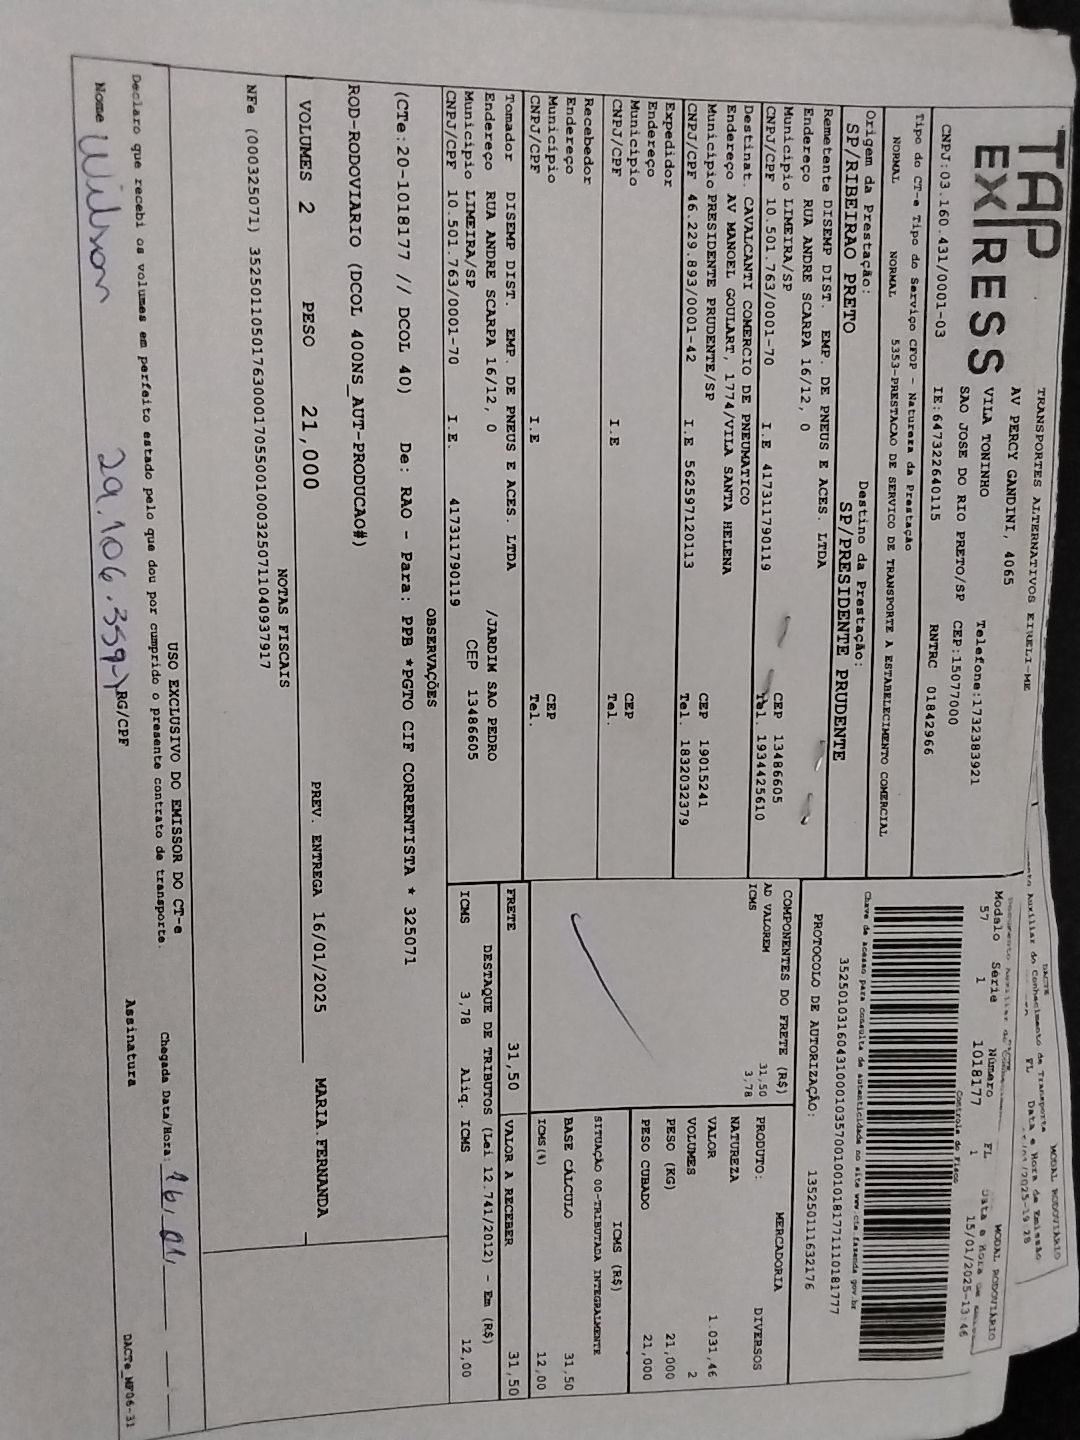 TAP
EXPRESS
TRANSPORTES ALTERNATIVOS EIRELI-ME
AV PERCY GANDINI, 4065
VILA TONINHO Telefone:1732383921
SAO JOSE DO RIO PRETO/SP CEP:15077000
CNPJ:03.160.431/0001-03 IE:647322640115 RNTRC 01842966
Tipo do CT-e Tipo do Serviço CFOP - Natureza da Prestação
NORMAL NORMAL 5353-PRESTACAO DE SERVICO DE TRANSPORTE A ESTABELECIMENTO COMERCIAL
Origem da Prestação: Destino da Prestação:
SP/RIBEIRAO PRETO SP/PRESIDENTE PRUDENTE
Remetente DISEMP DIST. EMP. DE PNEUS E ACES. LTDA
Endereço RUA ANDRE SCARPA 16/12, 0
Município LIMEIRA/SP CEP 13486605
CNPJ/CPF 10.501.763/0001-70 I.E 417311790119 Tel. 1934425610
Destinat. CAVALCANTI COMERCIO DE PNEUMATICO
Endereço AV MANOEL GOULART, 1774/VILA SANTA HELENA
Município PRESIDENTE PRUDENTE/SP CEP 19015241
CNPJ/CPF 46.229.893/0001-42 I.E 562597120113 Tel. 1832032379
Expedidor
Endereço
Município CEP
CNPJ/CPF I.E Tel.
Recebedor
Endereço
Município CEP
CNPJ/CPF I.E Tel.
Tomador DISEMP DIST. EMP. DE PNEUS E ACES. LTDA
Endereço RUA ANDRE SCARPA 16/12, 0 /JARDIM SAO PEDRO
Município LIMEIRA/SP CEP 13486605
CNPJ/CPF 10.501.763/0001-70 I.E. 417311790119
MODAL RODOVIÁRIO
Modalo Série Número FL Data e Hora de
57 1 1018177 1 15/01/2025-13:46
Controle do Fisco
Chave de acesso para consulta de autenticidade no site www.cte.fazenda.gov.br
35250103160431000103570010010181771110181777
PROTOCOLO DE AUTORIZAÇÃO: 135250111632176
COMPONENTES DO FRETE (R$)
AD VALOREM 31,50
ICMS 3,78
PRODUTO: MERCADORIA
NATUREZA DIVERSOS
VALOR 1.031,46
VOLUMES 2
PESO (KG) 21,000
PESO CUBADO 21,000
ICMS (R$)
SITUAÇÃO 00-TRIBUTADA INTEGRALMENTE
BASE CÁLCULO 31,50
ICMS(%) 12,00
FRETE 31,50 VALOR A RECEBER 31,50
DESTAQUE DE TRIBUTOS (Lei 12.741/2012) - Em (R$)
ICMS 3,78 Aliq. ICMS 12,00
OBSERVAÇÕES
(CTe:20-1018177 // DCOL 40) De: RAO - Para: PPB *PGTO CIF CORRENTISTA * 325071
ROD-RODOVIARIO (DCOL 400NS_AUT-PRODUCAO#)
VOLUMES 2 PESO 21,000 PREV. ENTREGA 16/01/2025 MARIA.FERNANDA
NOTAS FISCAIS
NFe (000325071) 35250110501763000170550010003250711040937917
USO EXCLUSIVO DO EMISSOR DO CT-e
Chegada Data/Hora: 16/01/
Declaro que recebi os volumes em perfeito estado pelo que dou por cumprido o presente contrato de transporte.
Nome Wilson RG/CPF Assinatura
DACTe_MF06-31